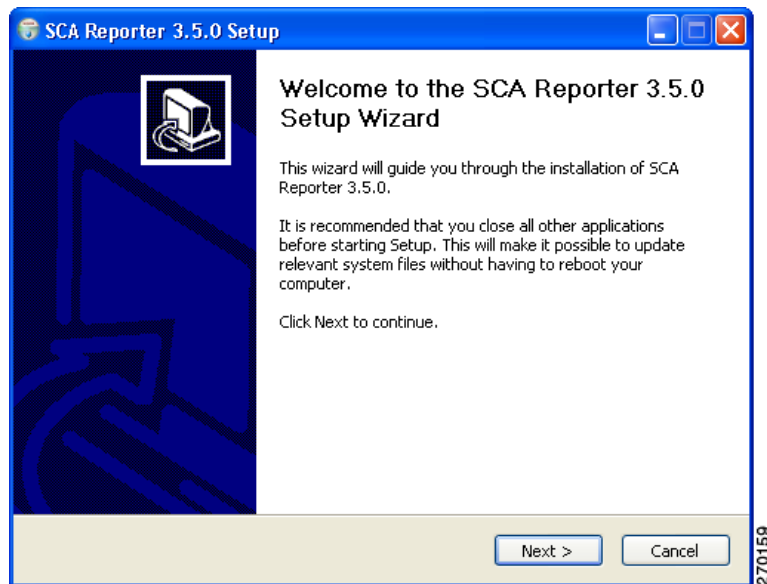 SCA Reporter 3.5.0 Setup
Welcome to the SCA Reporter 3.5.0
Setup Wizard
This wizard will guide you through the installation of SCA
Reporter 3.5.0.
It is recommended that you close all other applications
before starting Setup. This will make it possible to update
relevant system files without having to reboot your
computer.
Click Next to continue.
Next >
Cancel
270159